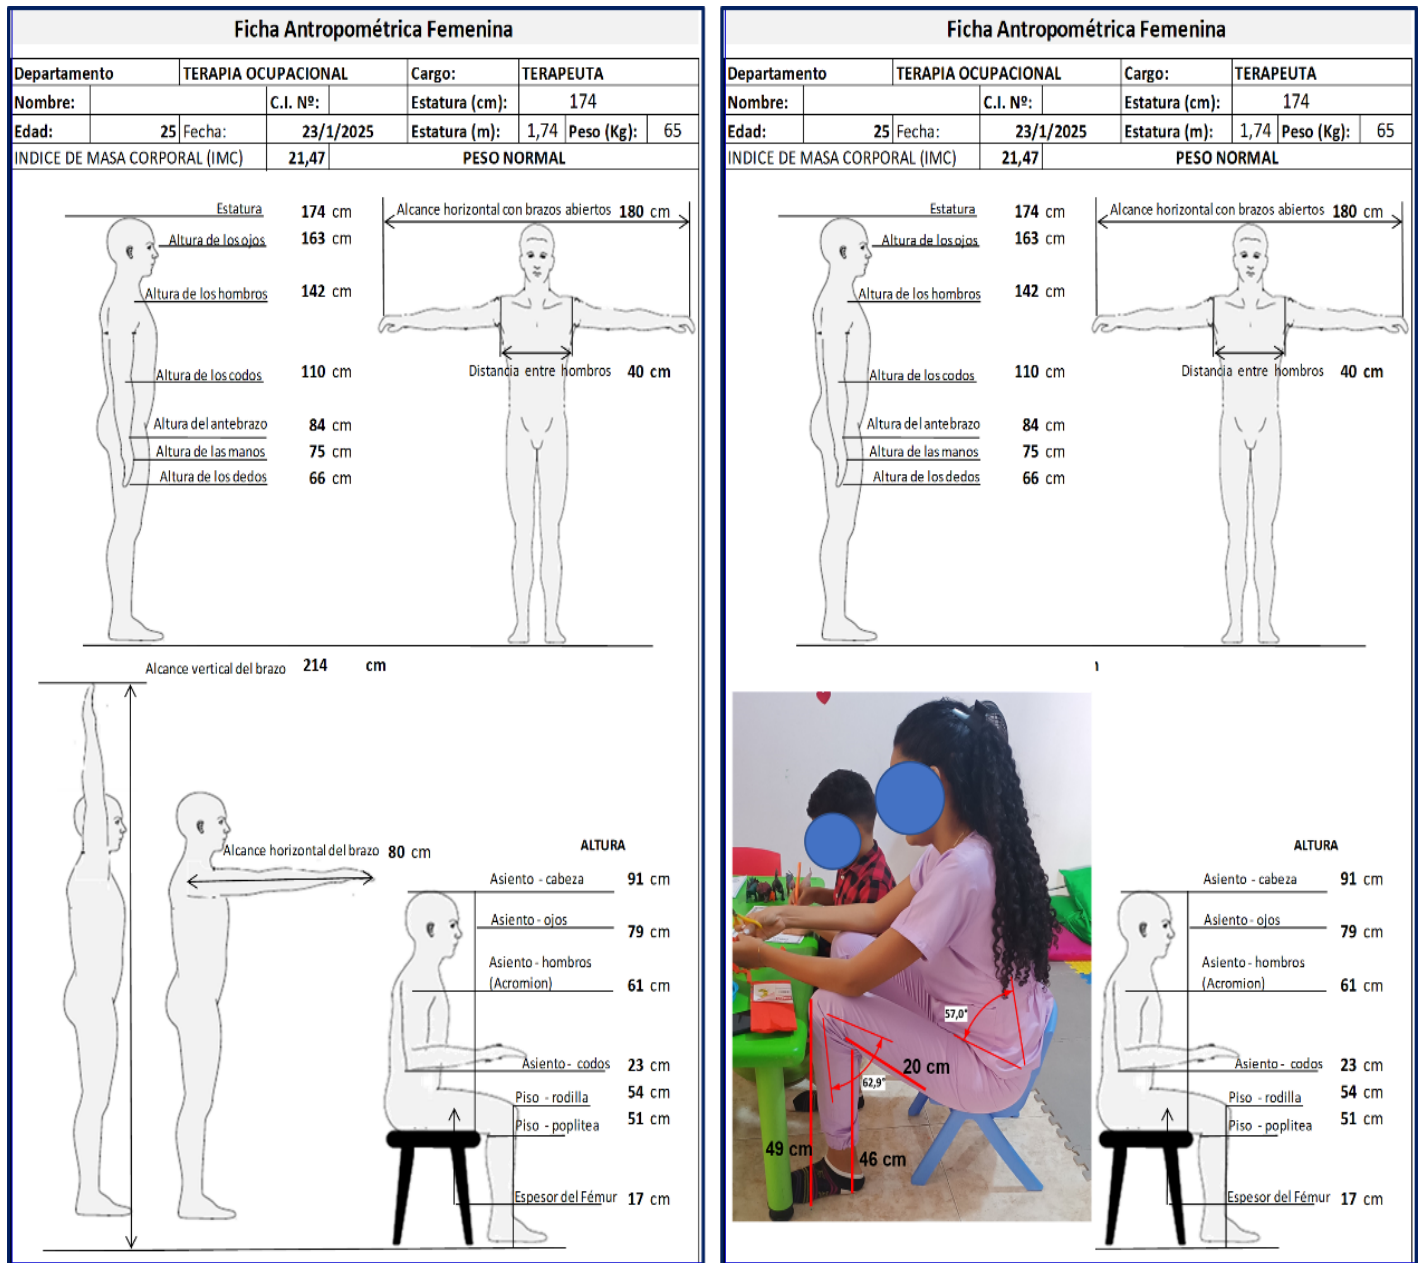 Ficha Antropométrica Femenina
Departamento TERAPIA OCUPACIONAL Cargo: TERAPEUTA
Nombre: C.I. Nº: Estatura (cm): 174
Edad: 25 Fecha: 23/1/2025 Estatura (m): 1,74 Peso (Kg): 65
INDICE DE MASA CORPORAL (IMC) 21,47 PESO NORMAL
Estatura 174 cm
Alcance horizontal con brazos abiertos 180 cm
Altura de los ojos 163 cm
Altura de los hombros 142 cm
Altura de los codos 110 cm
Distancia entre hombros 40 cm
Altura del antebrazo 84 cm
Altura de las manos 75 cm
Altura de los dedos 66 cm
Alcance vertical del brazo 214 cm
Alcance horizontal del brazo 80 cm
ALTURA
Asiento - cabeza 91 cm
Asiento - ojos 79 cm
Asiento - hombros
(Acromion) 61 cm
Asiento - codos 23 cm
Piso - rodilla 54 cm
Piso - poplitea 51 cm
Espesor del Fémur 17 cm
Ficha Antropométrica Femenina
Departamento TERAPIA OCUPACIONAL Cargo: TERAPEUTA
Nombre: C.I. Nº: Estatura (cm): 174
Edad: 25 Fecha: 23/1/2025 Estatura (m): 1,74 Peso (Kg): 65
INDICE DE MASA CORPORAL (IMC) 21,47 PESO NORMAL
Estatura 174 cm
Alcance horizontal con brazos abiertos 180 cm
Altura de los ojos 163 cm
Altura de los hombros 142 cm
Altura de los codos 110 cm
Distancia entre hombros 40 cm
Altura del antebrazo 84 cm
Altura de las manos 75 cm
Altura de los dedos 66 cm
57,0°
20 cm
62,9°
49 cm
46 cm
ALTURA
Asiento - cabeza 91 cm
Asiento - ojos 79 cm
Asiento - hombros
(Acromion) 61 cm
Asiento - codos 23 cm
Piso - rodilla 54 cm
Piso - poplitea 51 cm
Espesor del Fémur 17 cm